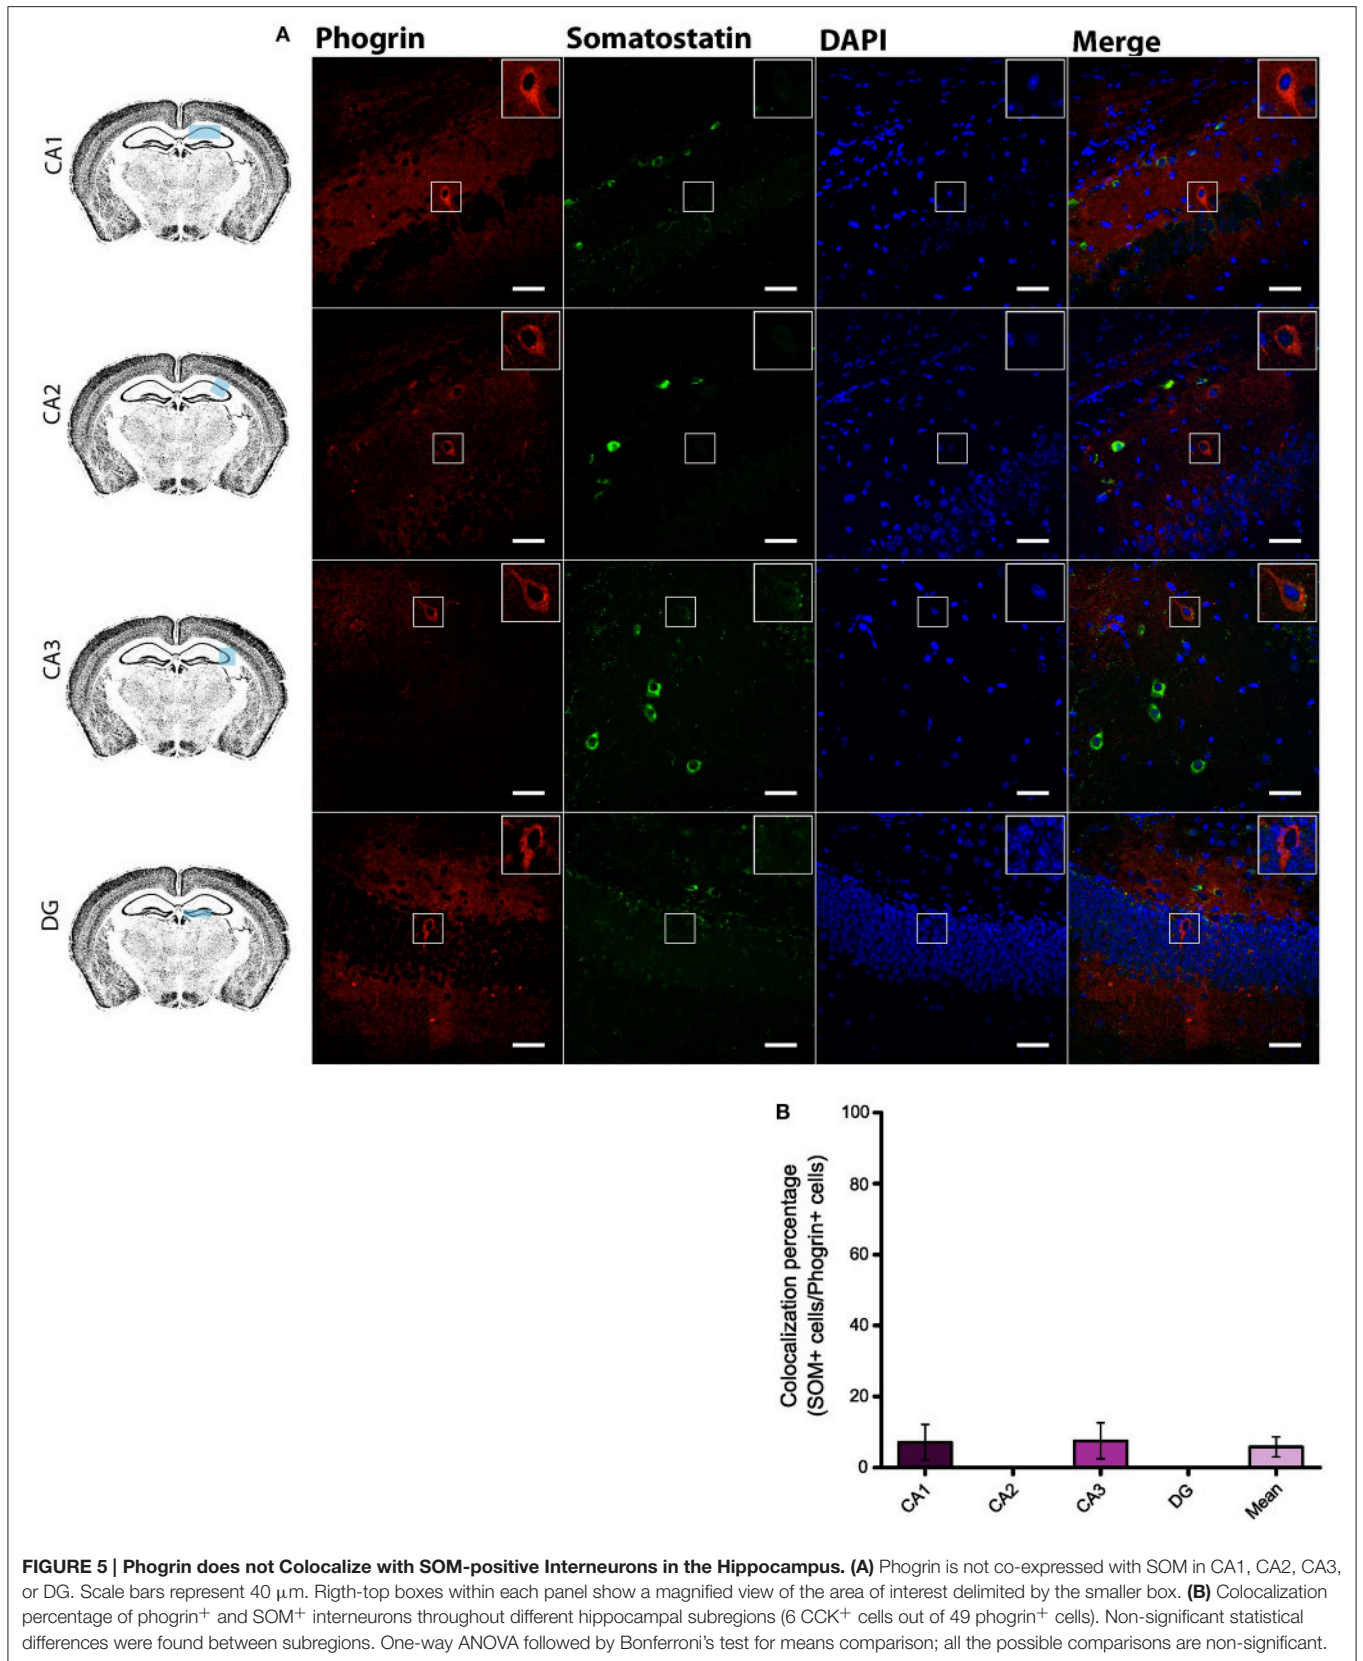 A
Phogrin Somatostatin DAPI Merge
CA1
CA2
CA3
DG
B
Colocalization percentage
(SOM+ cells/Phogrin+ cells)
100
80
60
40
20
0
CA1 CA2 CA3 DG Mean
FIGURE 5 | Phogrin does not Colocalize with SOM-positive Interneurons in the Hippocampus. (A) Phogrin is not co-expressed with SOM in CA1, CA2, CA3,
or DG. Scale bars represent 40 μm. Rigth-top boxes within each panel show a magnified view of the area of interest delimited by the smaller box. (B) Colocalization
percentage of phogrin⁺ and SOM⁺ interneurons throughout different hippocampal subregions (6 CCK⁺ cells out of 49 phogrin⁺ cells). Non-significant statistical
differences were found between subregions. One-way ANOVA followed by Bonferroni's test for means comparison; all the possible comparisons are non-significant.